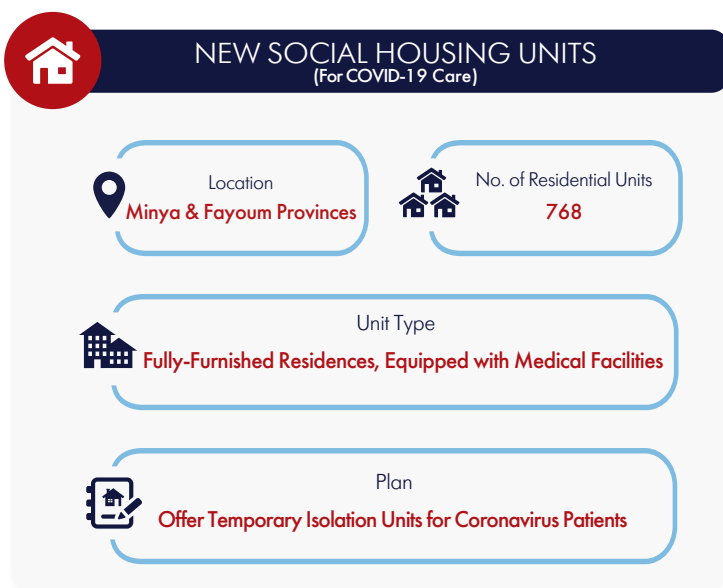 NEW SOCIAL HOUSING UNITS
(For COVID-19 Care)
Location
Minya & Fayoum Provinces
No. of Residential Units
768
Unit Type
Fully-Furnished Residences, Equipped with Medical Facilities
Plan
Offer Temporary Isolation Units for Coronavirus Patients